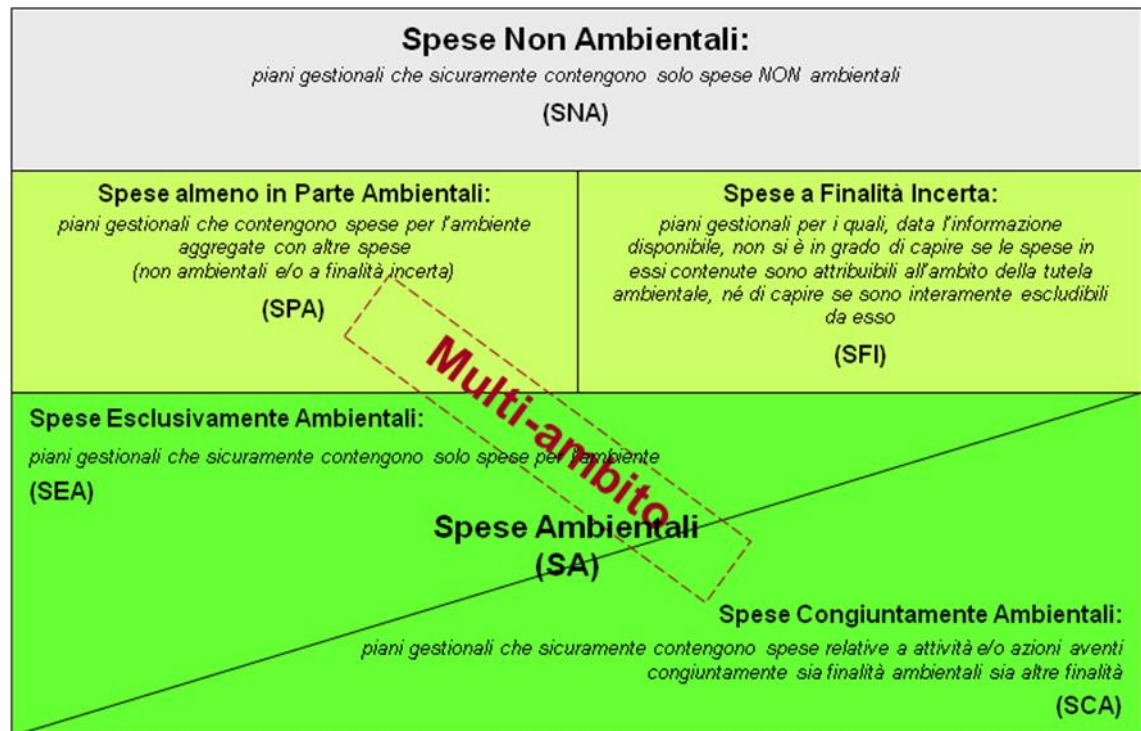 Spese Non Ambientali:
piani gestionali che sicuramente contengono solo spese NON ambientali
(SNA)
Spese almeno in Parte Ambientali:
piani gestionali che contengono spese per l'ambiente
aggregate con altre spese
(non ambientali e/o a finalità incerta)
(SPA)
Spese a Finalità Incerta:
piani gestionali per i quali, data l'informazione
disponibile, non si è in grado di capire se le spese in
essi contenute sono attribuibili all'ambito della tutela
ambientale, né di capire se sono interamente escludibili
da esso
(SFI)
Multi-ambito
Spese Esclusivamente Ambientali:
piani gestionali che sicuramente contengono solo spese per l'ambiente
(SEA)
Spese Ambientali
(SA)
Spese Congiuntamente Ambientali:
piani gestionali che sicuramente contengono spese relative a attività e/o azioni aventi
congiuntamente sia finalità ambientali sia altre finalità
(SCA)